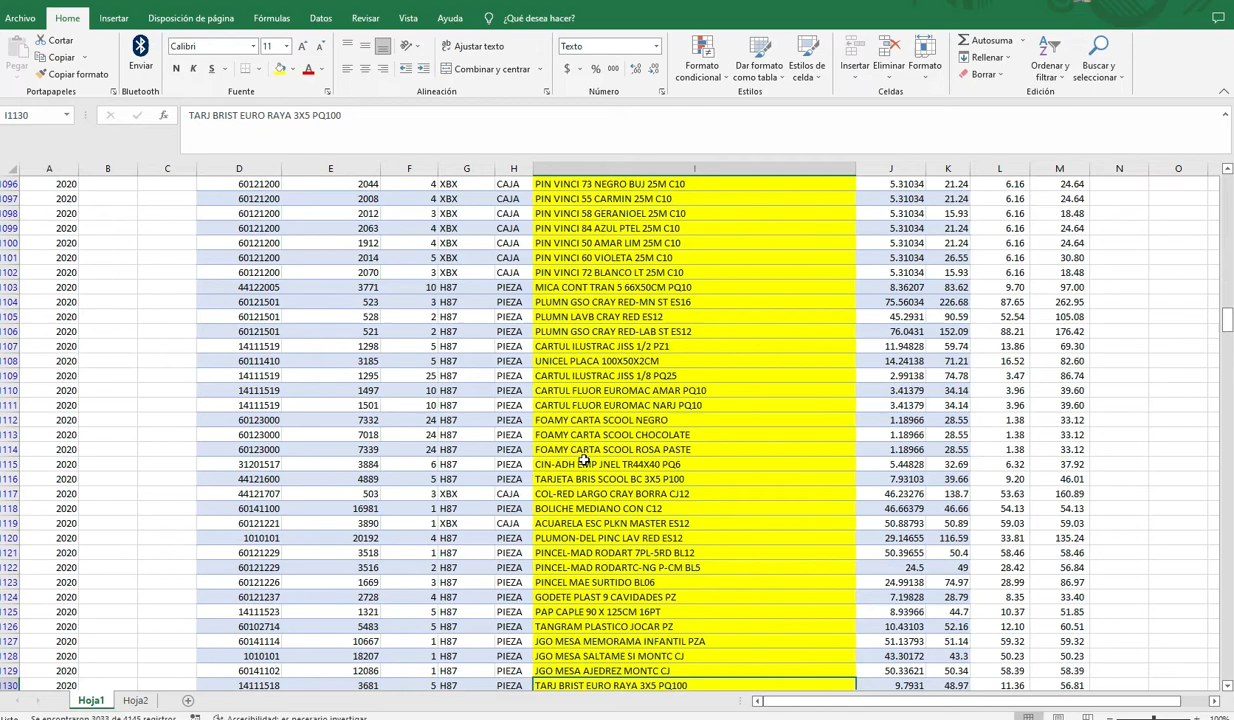 Archivo Home Insertar Disposición de página Fórmulas Datos Revisar Vista Ayuda ¿Qué desea hacer?
Pegar Cortar Copiar Copiar formato Portapapeles
Enviar Bluetooth
Calibri 11 N K S A Fuente
Ajustar texto Combinar y centrar Alineación
Texto $ % 000 Número
Formato condicional Dar formato como tabla Estilos de celda Estilos
Insertar Eliminar Formato Celdas
Autosuma Rellenar Borrar Ordenar y filtrar Buscar y seleccionar Edición
I1130 fx TARJ BRIST EURO RAYA 3X5 PQ100
A B C D E F G H I J K L M N O
1096 2020 60121200 2044 4 XBX CAJA PIN VINCI 73 NEGRO BUJ 25M C10 5.31034 21.24 6.16 24.64
1097 2020 60121200 2008 4 XBX CAJA PIN VINCI 55 CARMIN 25M C10 5.31034 21.24 6.16 24.64
1098 2020 60121200 2012 3 XBX CAJA PIN VINCI 58 GERANIOEL 25M C10 5.31034 15.93 6.16 18.48
1099 2020 60121200 2063 4 XBX CAJA PIN VINCI 84 AZUL PTEL 25M C10 5.31034 21.24 6.16 24.64
1100 2020 60121200 1912 4 XBX CAJA PIN VINCI 50 AMAR LIM 25M C10 5.31034 21.24 6.16 24.64
1101 2020 60121200 2014 5 XBX CAJA PIN VINCI 60 VIOLETA 25M C10 5.31034 26.55 6.16 30.80
1102 2020 60121200 2070 3 XBX CAJA PIN VINCI 72 BLANCO LT 25M C10 5.31034 15.93 6.16 18.48
1103 2020 44122005 3771 10 H87 PIEZA MICA CONT TRAN 5 66X50CM PQ10 8.36207 83.62 9.70 97.00
1104 2020 60121501 523 3 H87 PIEZA PLUMN GSO CRAY RED-MN ST ES16 75.56034 226.68 87.65 262.95
1105 2020 60121501 528 2 H87 PIEZA PLUMN LAVB CRAY RED ES12 45.2931 90.59 52.54 105.08
1106 2020 60121501 521 2 H87 PIEZA PLUMN GSO CRAY RED-LAB ST ES12 76.0431 152.09 88.21 176.42
1107 2020 14111519 1298 5 H87 PIEZA CARTUL ILUSTRAC JISS 1/2 PZ1 11.94828 59.74 13.86 69.30
1108 2020 60111410 3185 5 H87 PIEZA UNICEL PLACA 100X50X2CM 14.24138 71.21 16.52 82.60
1109 2020 14111519 1295 25 H87 PIEZA CARTUL ILUSTRAC JISS 1/8 PQ25 2.99138 74.78 3.47 86.74
1110 2020 14111519 1497 10 H87 PIEZA CARTUL FLUOR EUROMAC AMAR PQ10 3.41379 34.14 3.96 39.60
1111 2020 14111519 1501 10 H87 PIEZA CARTUL FLUOR EUROMAC NARJ PQ10 3.41379 34.14 3.96 39.60
1112 2020 60123000 7332 24 H87 PIEZA FOAMY CARTA SCOOL NEGRO 1.18966 28.55 1.38 33.12
1113 2020 60123000 7018 24 H87 PIEZA FOAMY CARTA SCOOL CHOCOLATE 1.18966 28.55 1.38 33.12
1114 2020 60123000 7339 24 H87 PIEZA FOAMY CARTA SCOOL ROSA PASTE 1.18966 28.55 1.38 33.12
1115 2020 31201517 3884 6 H87 PIEZA CIN-ADH EMP JNEL TR44X40 PQ6 5.44828 32.69 6.32 37.92
1116 2020 44121600 4889 5 H87 PIEZA TARJETA BRIS SCOOL BC 3X5 P100 7.93103 39.66 9.20 46.01
1117 2020 44121707 503 3 XBX CAJA COL-RED LARGO CRAY BORRA CJ12 46.23276 138.7 53.63 160.89
1118 2020 60141100 16981 1 H87 PIEZA BOLICHE MEDIANO CON C12 46.66379 46.66 54.13 54.13
1119 2020 60121221 3890 1 XBX CAJA ACUARELA ESC PLKN MASTER ES12 50.88793 50.89 59.03 59.03
1120 2020 1010101 20192 4 H87 PIEZA PLUMON-DEL PINC LAV RED ES12 29.14655 116.59 33.81 135.24
1121 2020 60121229 3518 1 H87 PIEZA PINCEL-MAD RODART 7PL-5RD BL12 50.39655 50.4 58.46 58.46
1122 2020 60121229 3516 2 H87 PIEZA PINCEL-MAD RODARTC-NG P-CM BL5 24.5 49 28.42 56.84
1123 2020 60121226 1669 3 H87 PIEZA PINCEL MAE SURTIDO BL06 24.99138 74.97 28.99 86.97
1124 2020 60121237 2728 4 H87 PIEZA GODETE PLAST 9 CAVIDADES PZ 7.19828 28.79 8.35 33.40
1125 2020 14111523 1321 5 H87 PIEZA PAP CAPLE 90 X 125CM 16PT 8.93966 44.7 10.37 51.85
1126 2020 60102714 5483 5 H87 PIEZA TANGRAM PLASTICO JOCAR PZ 10.43103 52.16 12.10 60.51
1127 2020 60141114 10667 1 H87 PIEZA JGO MESA MEMORAMA INFANTIL PZA 51.13793 51.14 59.32 59.32
1128 2020 1010101 18207 1 H87 PIEZA JGO MESA SALTAME SI MONTC CJ 43.30172 43.3 50.23 50.23
1129 2020 60141102 12086 1 H87 PIEZA JGO MESA AJEDREZ MONTC CJ 50.33621 50.34 58.39 58.39
1130 2020 14111518 3681 5 H87 PIEZA TARJ BRIST EURO RAYA 3X5 PQ100 9.7931 48.97 11.36 56.81
Hoja1 Hoja2
Listo Se encontraron 3033 de 4145 registros Accesibilidad: es necesario investigar 100%